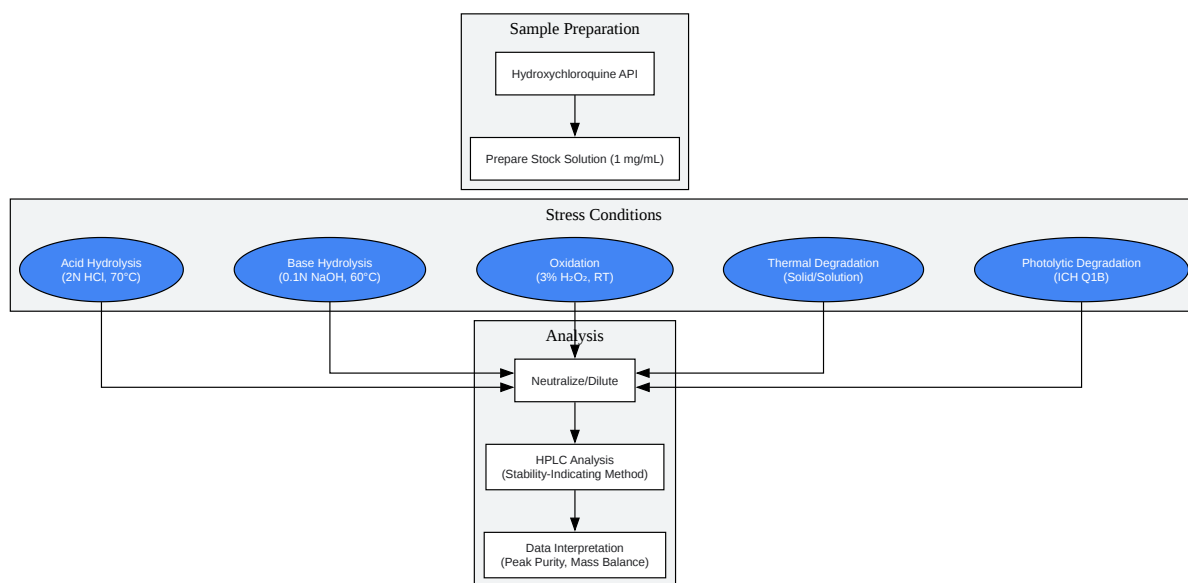 Sample Preparation
Hydroxychloroquine API
Prepare Stock Solution (1 mg/mL)
Stress Conditions
Acid Hydrolysis
(2N HCl, 70°C)
Base Hydrolysis
(0.1N NaOH, 60°C)
Oxidation
(3% H₂O₂, RT)
Thermal Degradation
(Solid/Solution)
Photolytic Degradation
(ICH Q1B)
Analysis
Neutralize/Dilute
HPLC Analysis
(Stability-Indicating Method)
Data Interpretation
(Peak Purity, Mass Balance)